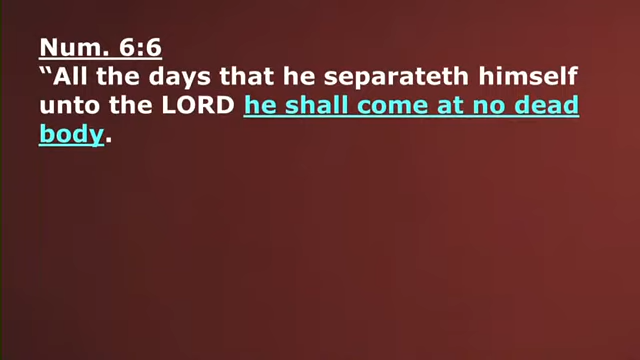 Num. 6:6
“All the days that he separateth himself
unto the LORD he shall come at no dead
body.